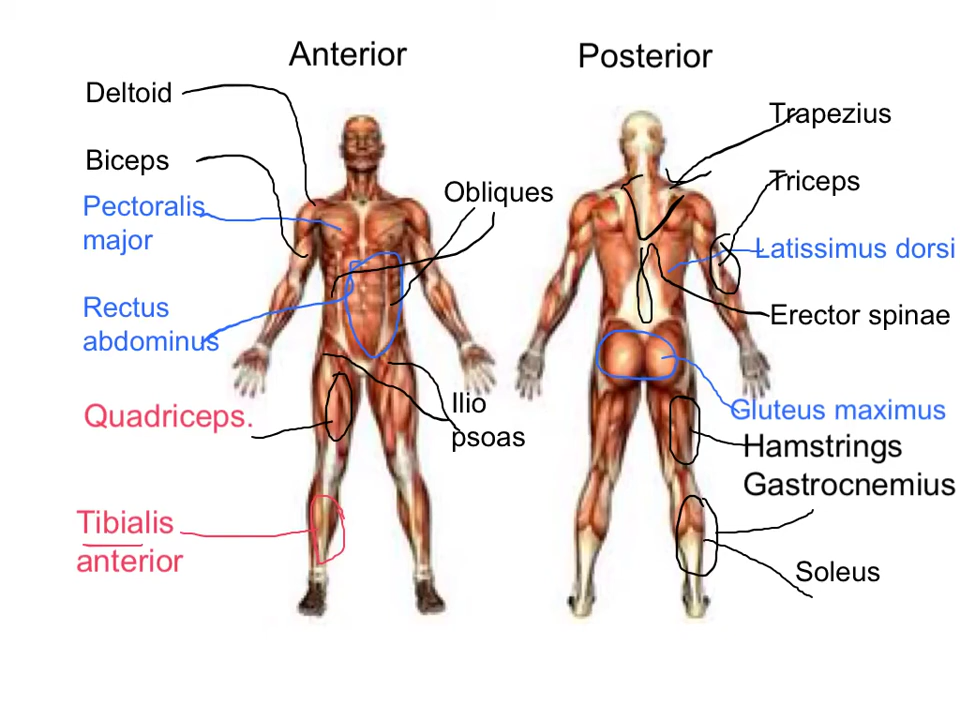 Anterior
Posterior
Deltoid
Biceps
Pectoralis
major
Rectus
abdominus
Quadriceps.
Tibialis
anterior
Obliques
Ilio
psoas
Trapezius
Triceps
Latissimus dorsi
Erector spinae
Gluteus maximus
Hamstrings
Gastrocnemius
Soleus